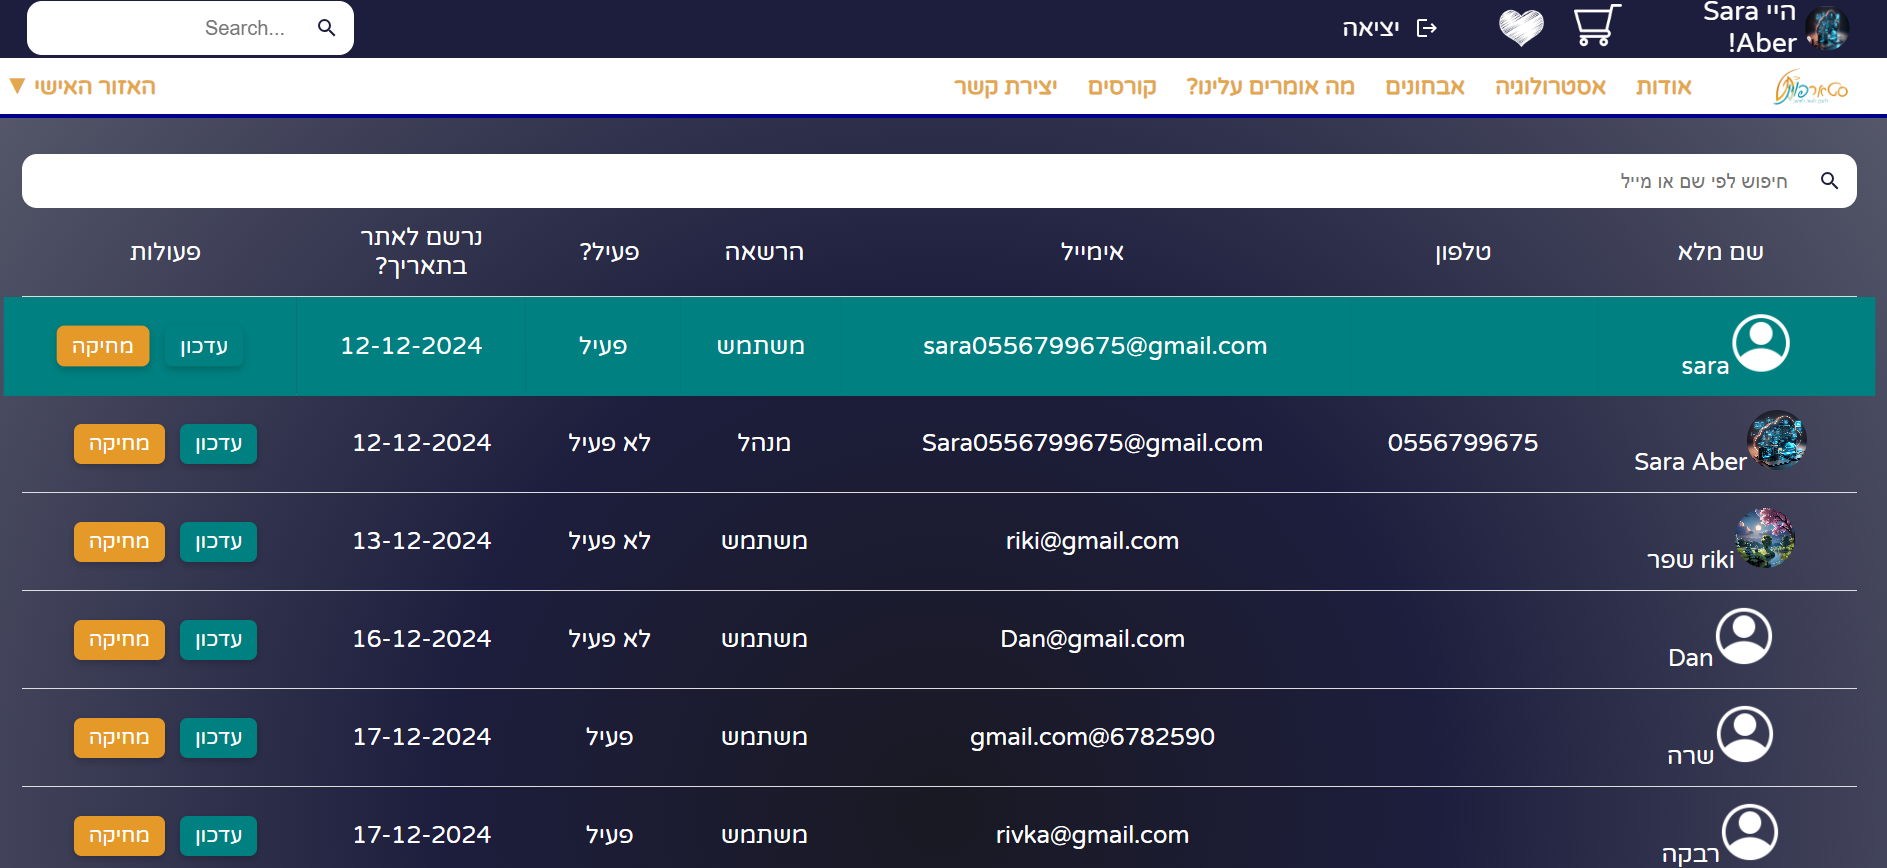 היי Sara
Aber!
יציאה
Search...
סטארפוינט
אודות אסטרולוגיה אבחונים מה אומרים עלינו? קורסים יצירת קשר האזור האישי ▼
חיפוש לפי שם או מייל
שם מלא טלפון אימייל הרשאה פעיל? נרשם לאתר בתאריך? פעולות
sara sara0556799675@gmail.com משתמש פעיל 12-12-2024 עדכון מחיקה
Sara Aber 0556799675 Sara0556799675@gmail.com מנהל לא פעיל 12-12-2024 עדכון מחיקה
riki שפר riki@gmail.com משתמש לא פעיל 13-12-2024 עדכון מחיקה
Dan Dan@gmail.com משתמש לא פעיל 16-12-2024 עדכון מחיקה
שרה gmail.com@6782590 משתמש פעיל 17-12-2024 עדכון מחיקה
רבקה rivka@gmail.com משתמש פעיל 17-12-2024 עדכון מחיקה